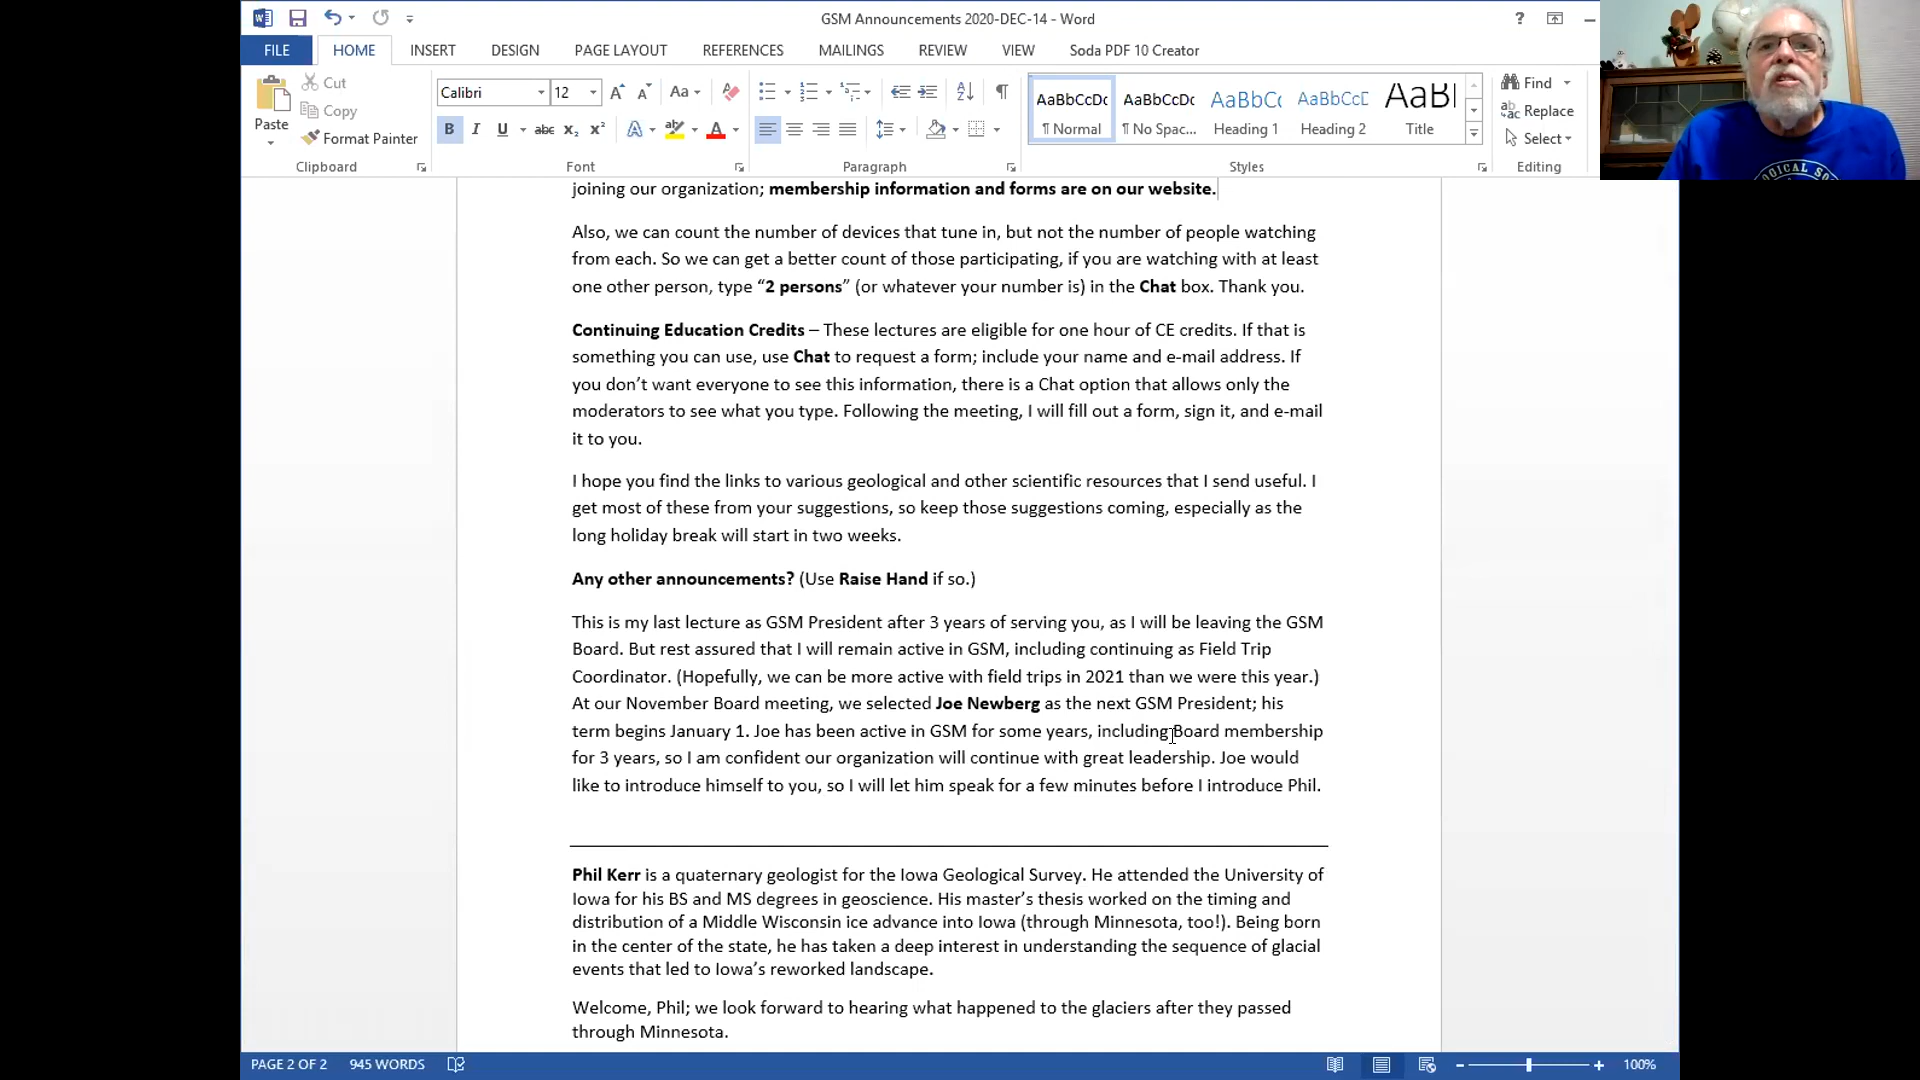 GSM Announcements 2020-DEC-14 - Word
?
FILE HOME INSERT DESIGN PAGE LAYOUT REFERENCES MAILINGS REVIEW VIEW Soda PDF 10 Creator
Paste
Cut
Copy
Format Painter
Clipboard
Calibri 12
Aa
B I U abc x₂ x²
Font
Paragraph
AaBbCcDc AaBbCcDc AaBbCc AaBbCcD AaBl
¶ Normal ¶ No Spac... Heading 1 Heading 2 Title
Styles
Find
Replace
Select
Editing
joining our organization; membership information and forms are on our website.
Also, we can count the number of devices that tune in, but not the number of people watching
from each. So we can get a better count of those participating, if you are watching with at least
one other person, type “2 persons” (or whatever your number is) in the Chat box. Thank you.
Continuing Education Credits – These lectures are eligible for one hour of CE credits. If that is
something you can use, use Chat to request a form; include your name and e-mail address. If
you don’t want everyone to see this information, there is a Chat option that allows only the
moderators to see what you type. Following the meeting, I will fill out a form, sign it, and e-mail
it to you.
I hope you find the links to various geological and other scientific resources that I send useful. I
get most of these from your suggestions, so keep those suggestions coming, especially as the
long holiday break will start in two weeks.
Any other announcements? (Use Raise Hand if so.)
This is my last lecture as GSM President after 3 years of serving you, as I will be leaving the GSM
Board. But rest assured that I will remain active in GSM, including continuing as Field Trip
Coordinator. (Hopefully, we can be more active with field trips in 2021 than we were this year.)
At our November Board meeting, we selected Joe Newberg as the next GSM President; his
term begins January 1. Joe has been active in GSM for some years, including Board membership
for 3 years, so I am confident our organization will continue with great leadership. Joe would
like to introduce himself to you, so I will let him speak for a few minutes before I introduce Phil.
Phil Kerr is a quaternary geologist for the Iowa Geological Survey. He attended the University of
Iowa for his BS and MS degrees in geoscience. His master’s thesis worked on the timing and
distribution of a Middle Wisconsin ice advance into Iowa (through Minnesota, too!). Being born
in the center of the state, he has taken a deep interest in understanding the sequence of glacial
events that led to Iowa’s reworked landscape.
Welcome, Phil; we look forward to hearing what happened to the glaciers after they passed
through Minnesota.
PAGE 2 OF 2 945 WORDS 100%